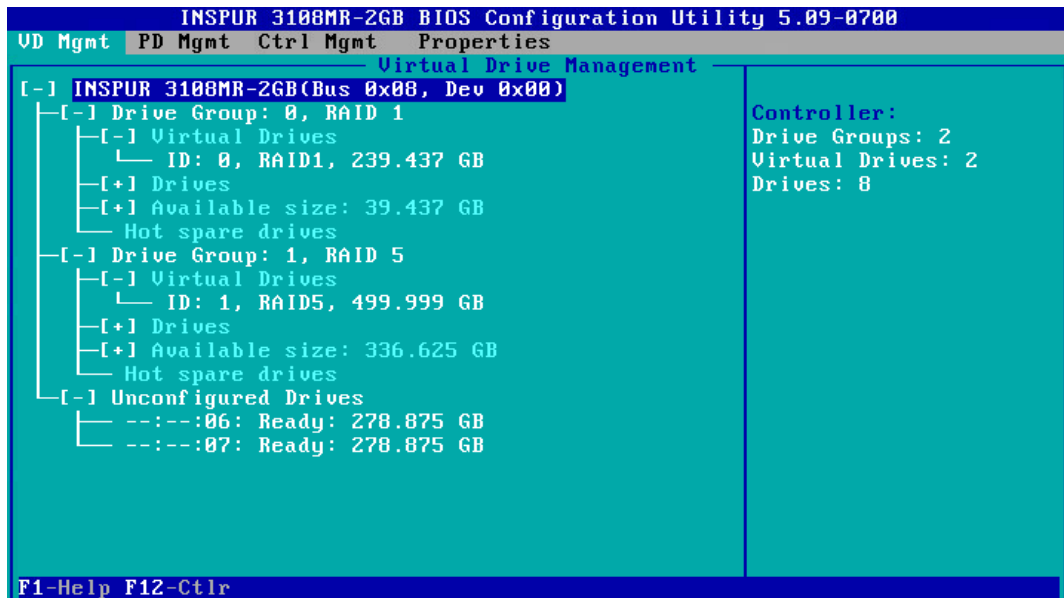 INSPUR 3108MR-2GB BIOS Configuration Utility 5.09-0700
VD Mgmt PD Mgmt Ctrl Mgmt Properties
Virtual Drive Management
[-] INSPUR 3108MR-2GB(Bus 0x08, Dev 0x00)
[-] Drive Group: 0, RAID 1
[-] Virtual Drives
ID: 0, RAID1, 239.437 GB
[+] Drives
[+] Available size: 39.437 GB
Hot spare drives
[-] Drive Group: 1, RAID 5
[-] Virtual Drives
ID: 1, RAID5, 499.999 GB
[+] Drives
[+] Available size: 336.625 GB
Hot spare drives
[-] Unconfigured Drives
--:--:06: Ready: 278.875 GB
--:--:07: Ready: 278.875 GB
Controller:
Drive Groups: 2
Virtual Drives: 2
Drives: 8
F1-Help F12-Ctlr